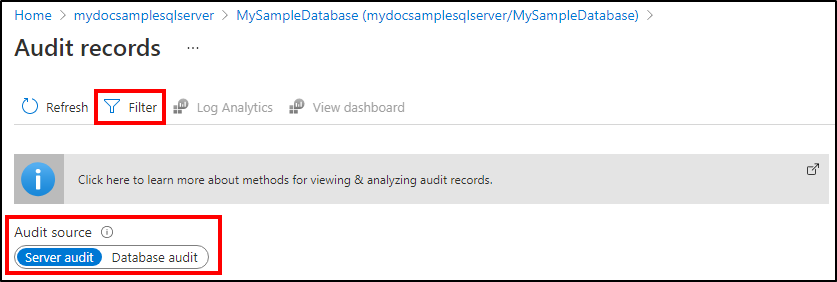 Home > mydocsamplesqlserver > MySampleDatabase (mydocsamplesqlserver/MySampleDatabase) >
Audit records ...
Refresh Filter Log Analytics View dashboard
Click here to learn more about methods for viewing & analyzing audit records.
Audit source
Server audit Database audit